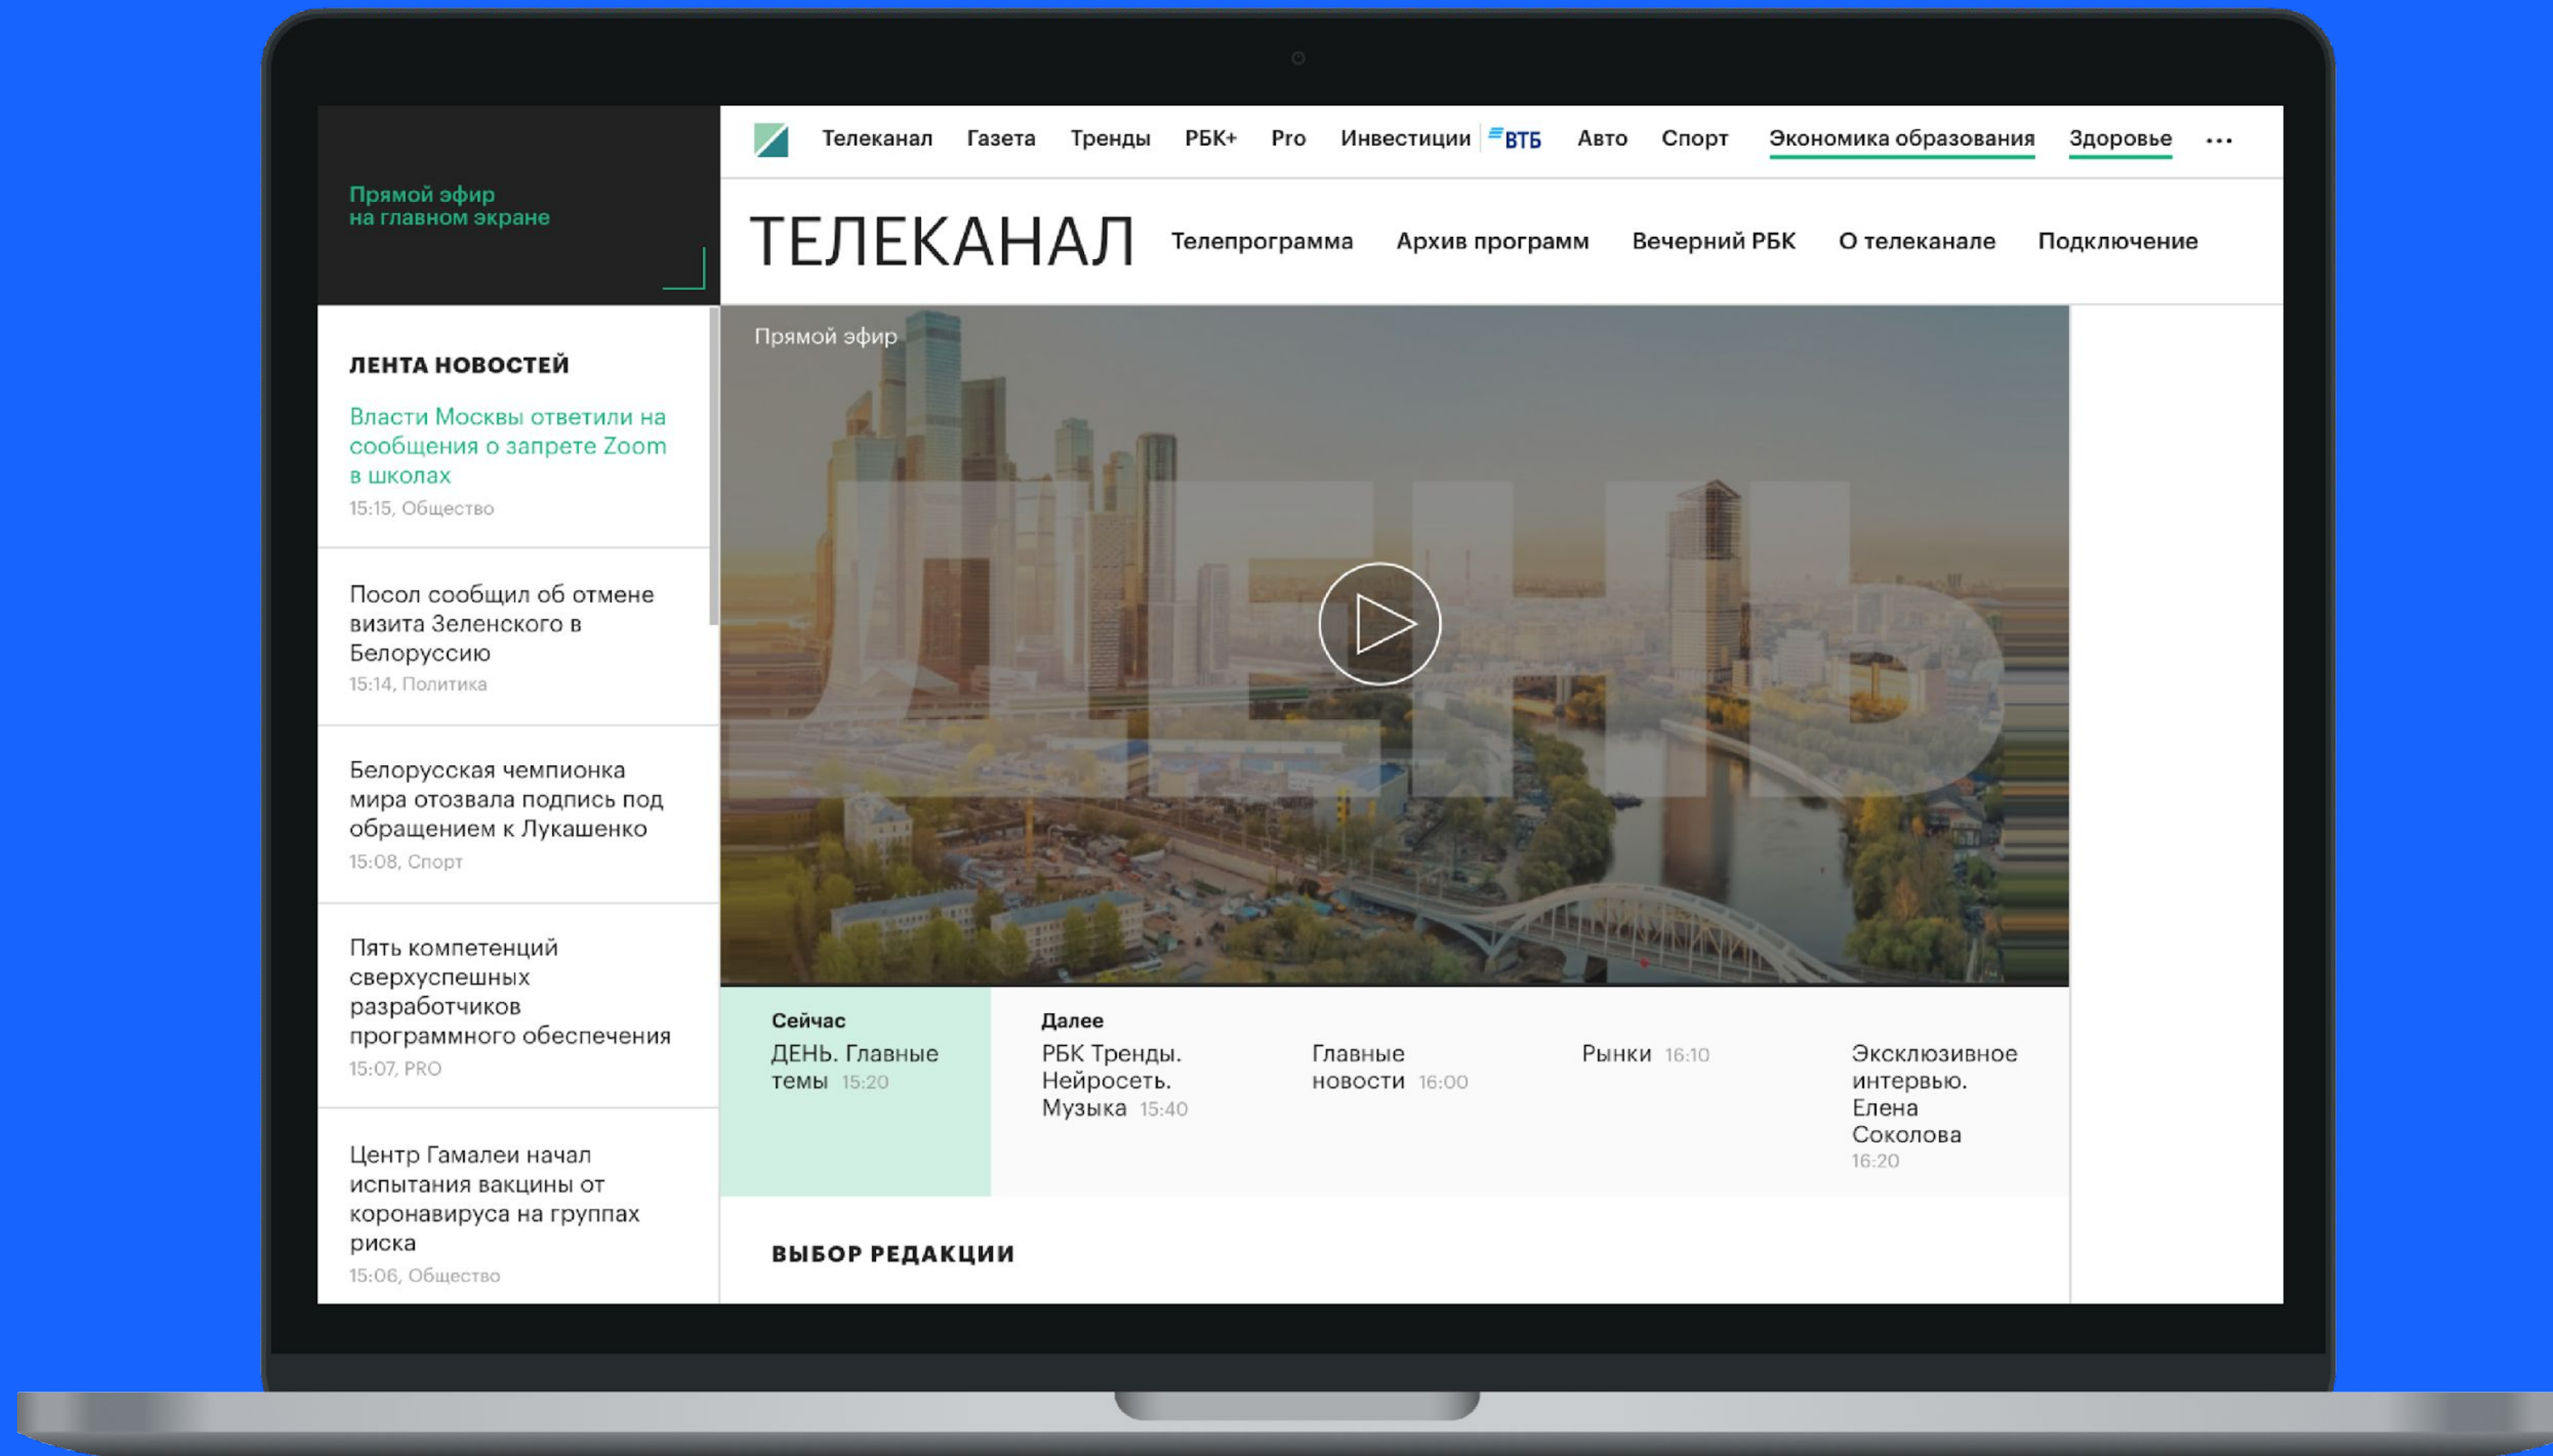 Прямой эфир
на главном экране
Телеканал Газета Тренды РБК+ Pro Инвестиции ВТБ Авто Спорт Экономика образования Здоровье ...
ТЕЛЕКАНАЛ Телепрограмма Архив программ Вечерний РБК О телеканале Подключение
ЛЕНТА НОВОСТЕЙ
Власти Москвы ответили на
сообщения о запрете Zoom
в школах
15:15, Общество
Посол сообщил об отмене
визита Зеленского в
Белоруссию
15:14, Политика
Белорусская чемпионка
мира отозвала подпись под
обращением к Лукашенко
15:08, Спорт
Пять компетенций
сверхуспешных
разработчиков
программного обеспечения
15:07, PRO
Центр Гамалеи начал
испытания вакцины от
коронавируса на группах
риска
15:06, Общество
Прямой эфир
ДЕНЬ
Сейчас
ДЕНЬ. Главные
темы 15:20
Далее
РБК Тренды.
Нейросеть.
Музыка 15:40
Главные
новости 16:00
Рынки 16:10
Эксклюзивное
интервью.
Елена
Соколова
16:20
ВЫБОР РЕДАКЦИИ